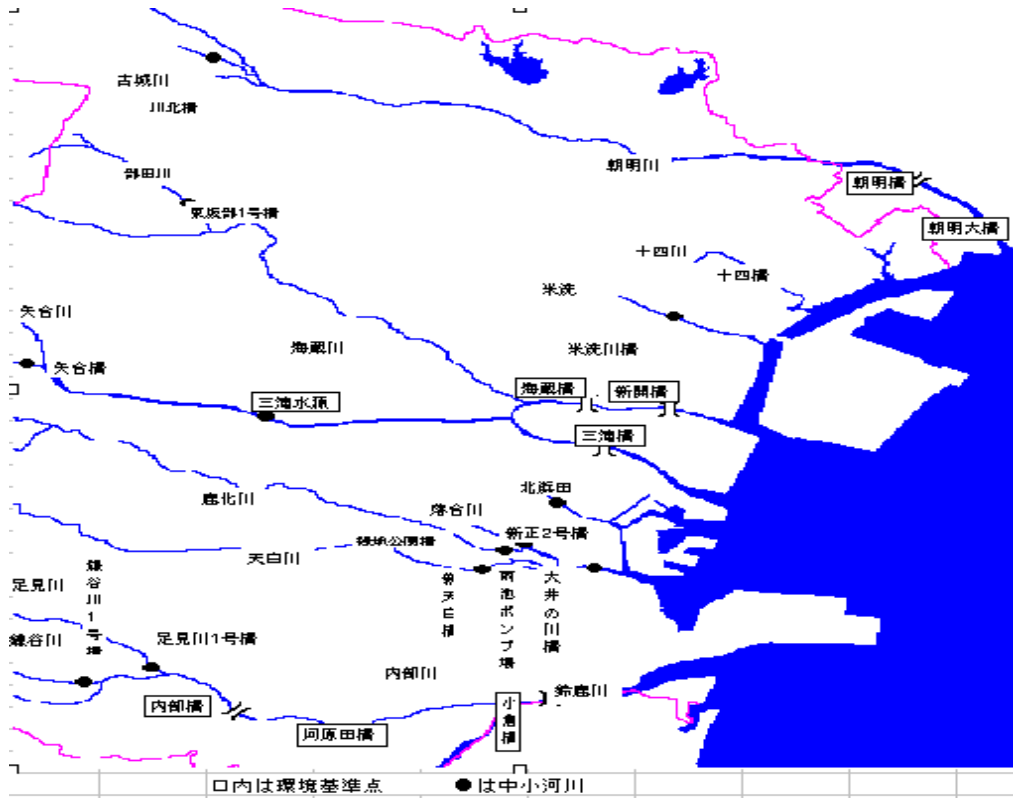 古城川
川北橋
部田川
東坂部1号橋
朝明川
朝明橋
朝明大橋
十四川
十四橋
米洗
米洗川橋
矢合川
矢合橋
海蔵川
三滝水源
海蔵橋
新開橋
三滝橋
鹿化川
落合川
北浜田
新正2号橋
天白川
大井の川橋
雨池ポンプ場
足見川
鎌谷川
足見川1号橋
内部川
内部橋
河原田橋
小倉橋
鈴鹿川
□内は環境基準点
●は中小河川